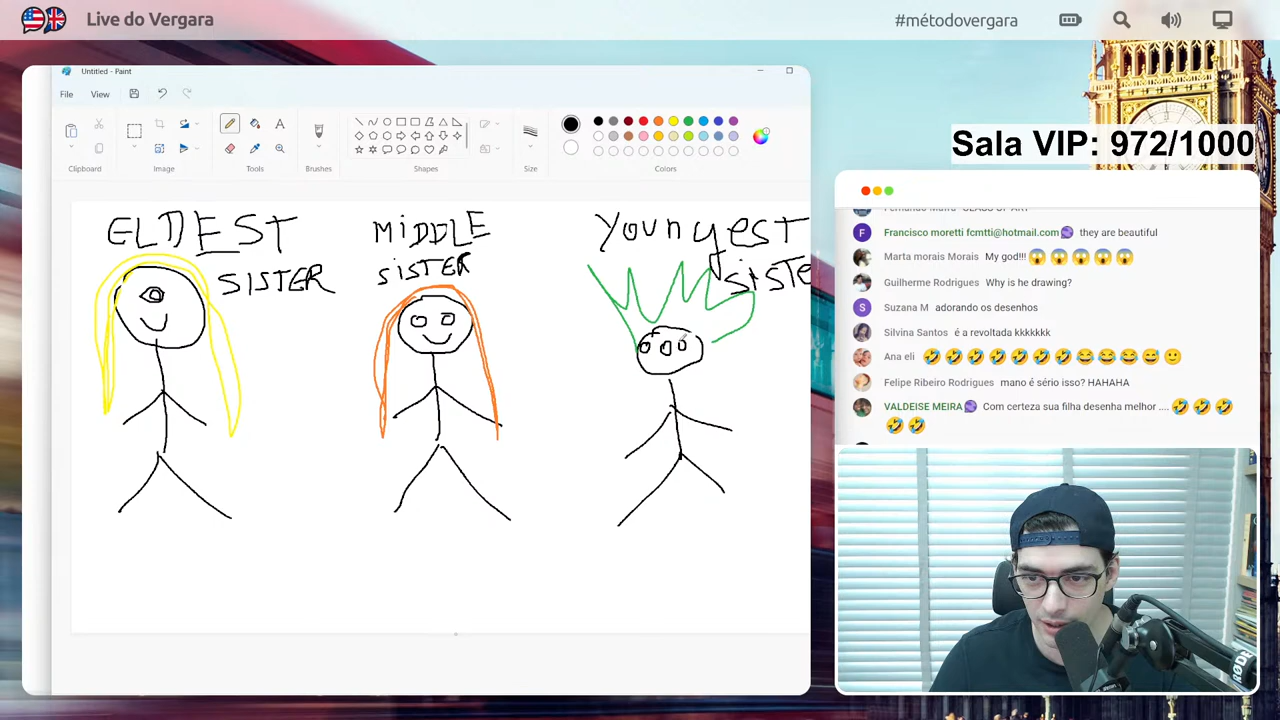 Live do Vergara
#métodovergara
Untitled - Paint
File
View
Clipboard
Image
Tools
Brushes
Shapes
Size
Colors
ELDEST
SISTER
MiDDLE
SiSTER
Youngest
siste
Sala VIP: 972/1000
Francisco moretti fcmtti@hotmail.com they are beautiful
Marta morais Morais My god!!! 😱😱😱😱😱
Guilherme Rodrigues Why is he drawing?
Suzana M adorando os desenhos
Silvina Santos é a revoltada kkkkkkk
Ana eli 🤣🤣🤣🤣🤣🤣🤣😂😂😂😅🤣🙂
Felipe Ribeiro Rodrigues mano é sério isso? HAHAHA
VALDEISE MEIRA Com certeza sua filha desenha melhor .... 🤣🤣🤣
🤣🤣
RØDE